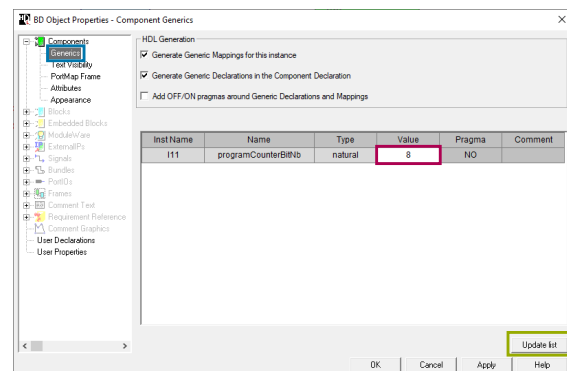 BD Object Properties - Component Generics
Components
Generics
Text Visibility
PortMap Frame
Attributes
Appearance
Blocks
Embedded Blocks
ModuleWare
ExternalIPs
Signals
Bundles
PortIOs
Frames
Comment Text
Requirement Reference
Comment Graphics
User Declarations
User Properties
HDL Generation
Generate Generic Mappings for this instance
Generate Generic Declarations in the Component Declaration
Add OFF/ON pragmas around Generic Declarations and Mappings
Inst Name Name Type Value Pragma Comment
I11 programCounterBitNb natural 8 NO
Update list
OK Cancel Apply Help